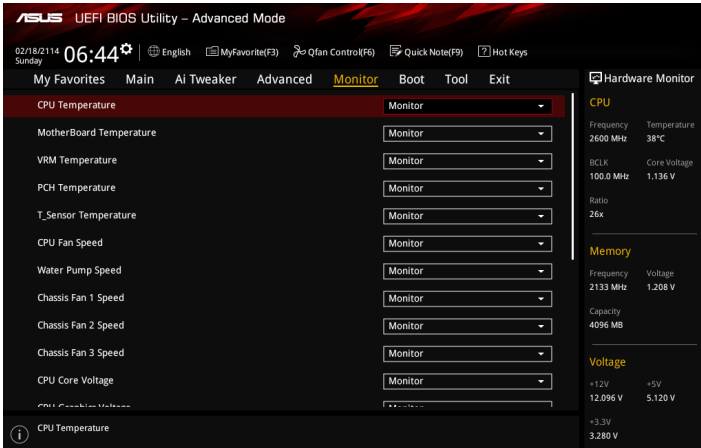 ASUS UEFI BIOS Utility – Advanced Mode
02/18/2114 Sunday 06:44 English MyFavorite(F3) Qfan Control(F6) Quick Note(F9) ? Hot Keys
My Favorites Main Ai Tweaker Advanced Monitor Boot Tool Exit
CPU Temperature Monitor
MotherBoard Temperature Monitor
VRM Temperature Monitor
PCH Temperature Monitor
T_Sensor Temperature Monitor
CPU Fan Speed Monitor
Water Pump Speed Monitor
Chassis Fan 1 Speed Monitor
Chassis Fan 2 Speed Monitor
Chassis Fan 3 Speed Monitor
CPU Core Voltage Monitor
CPU Graphics Voltage Monitor
i CPU Temperature
Hardware Monitor
CPU
Frequency Temperature
2600 MHz 38°C
BCLK Core Voltage
100.0 MHz 1.136 V
Ratio
26x
Memory
Frequency Voltage
2133 MHz 1.208 V
Capacity
4096 MB
Voltage
+12V +5V
12.096 V 5.120 V
+3.3V
3.280 V